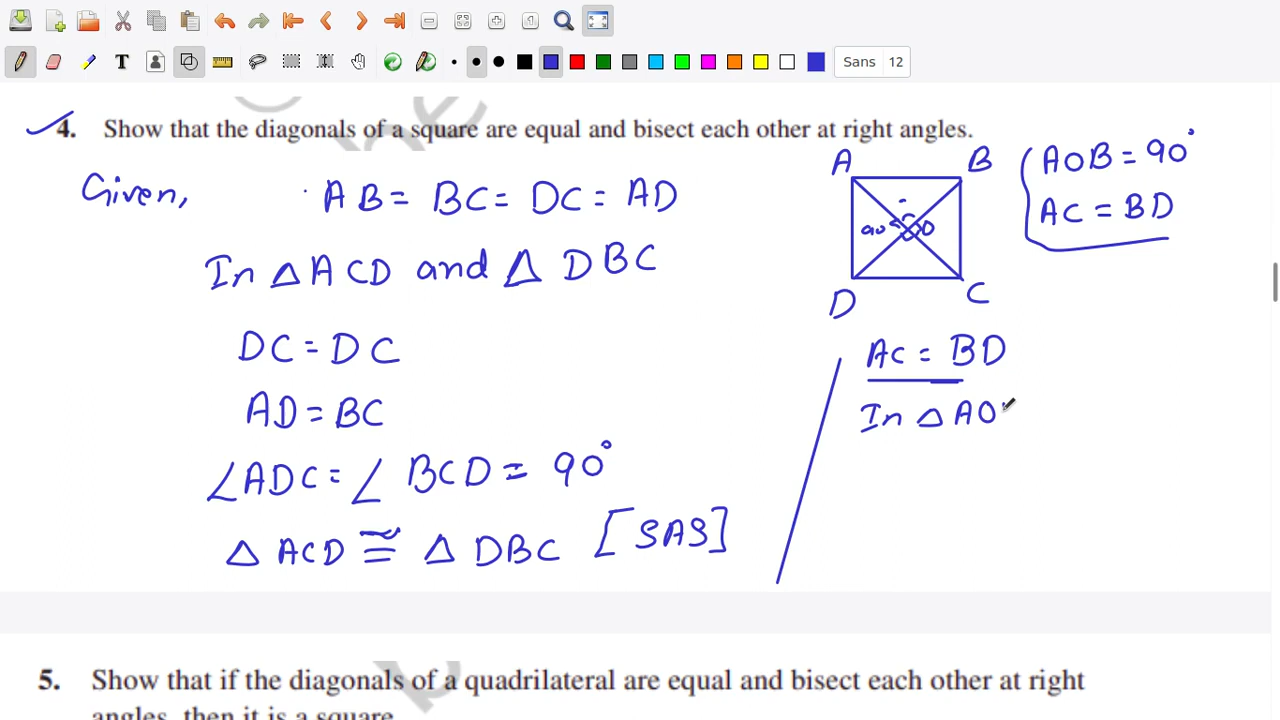 Sans 12
4. Show that the diagonals of a square are equal and bisect each other at right angles.
Given, AB = BC = DC = AD
In △ ACD and △ DBC
DC = DC
AD = BC
∠ADC = ∠ BCD = 90°
△ ACD ≅ △ DBC [SAS]
A B
90 O
D C
AOB = 90°
AC = BD
AC = BD
In △ AO
5. Show that if the diagonals of a quadrilateral are equal and bisect each other at right
angles, then it is a square.